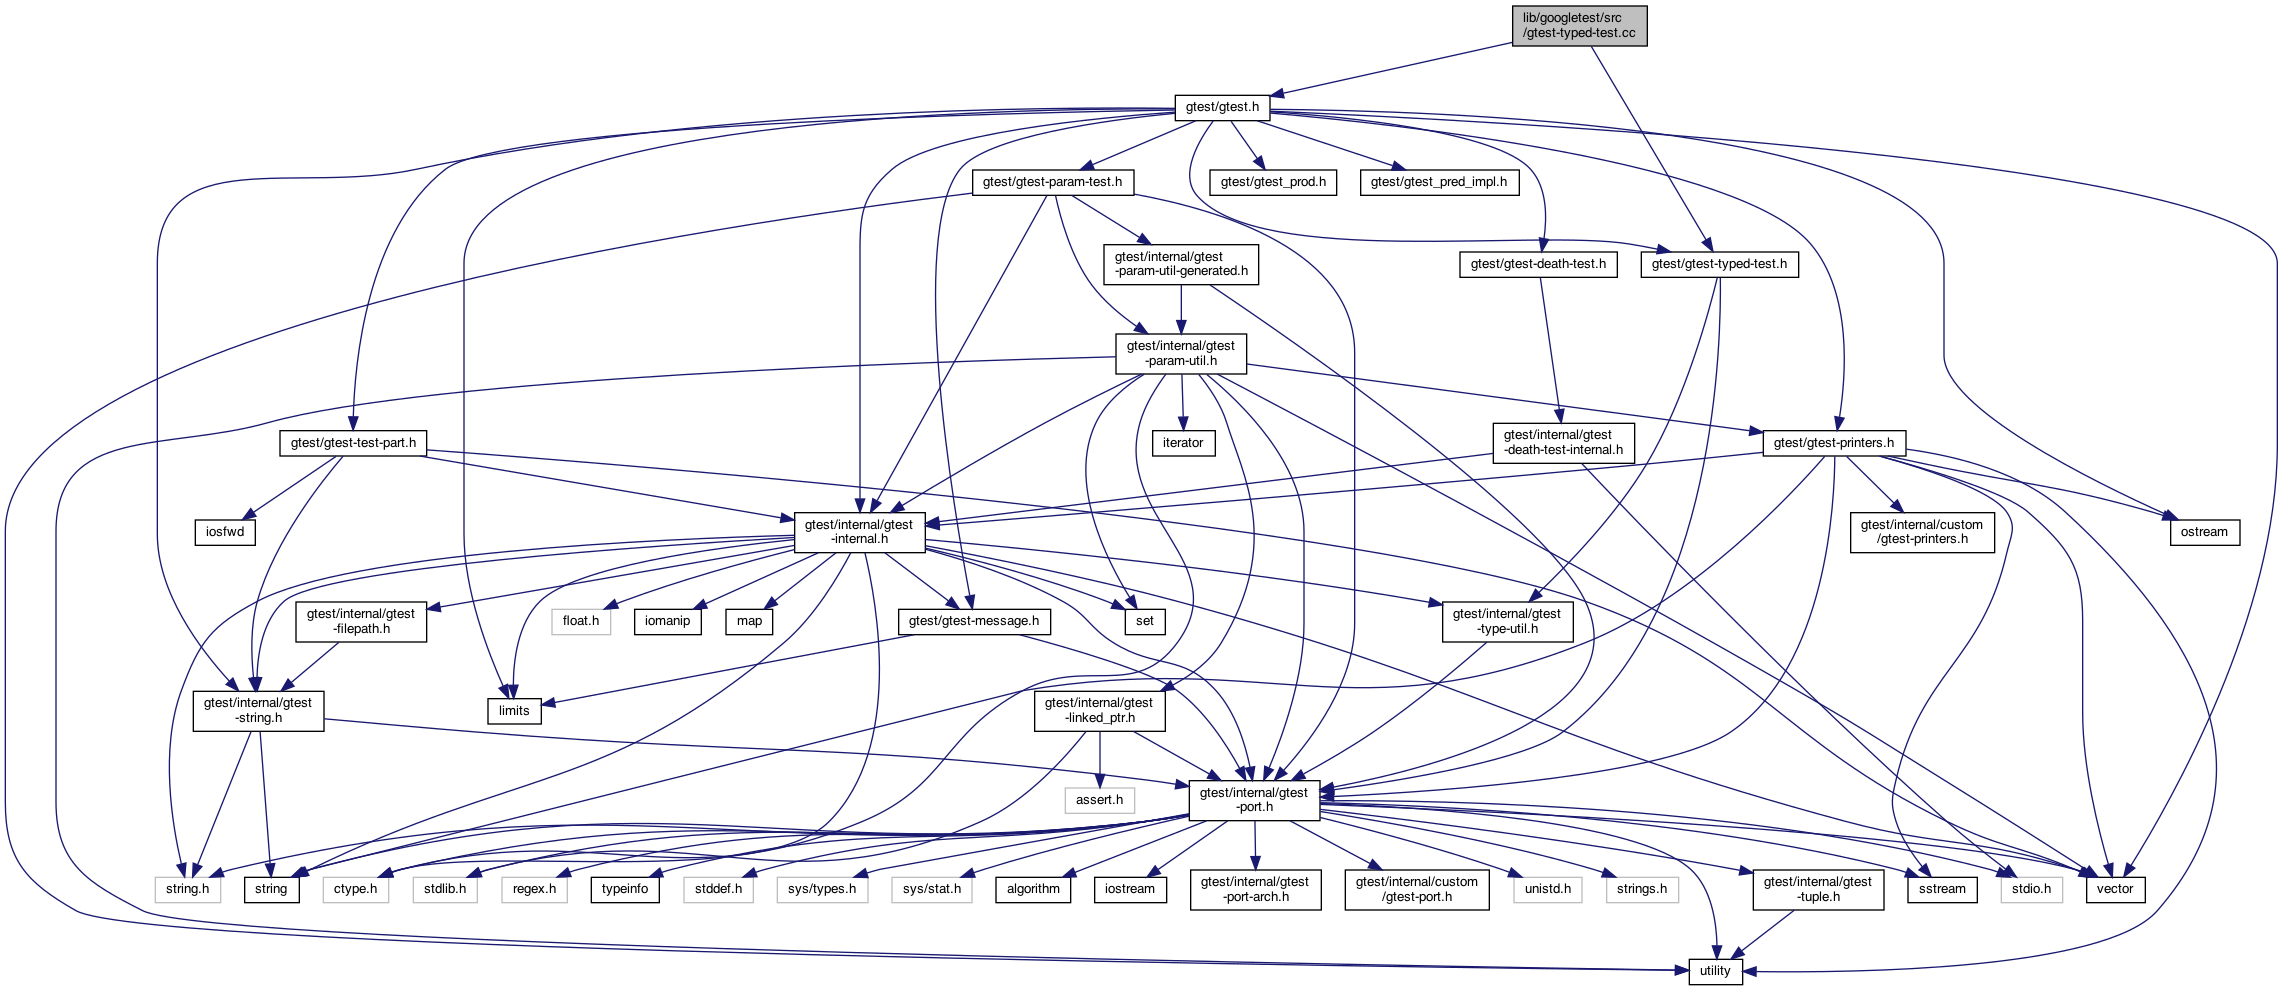 lib/googletest/src
/gtest-typed-test.cc
gtest/gtest.h
gtest/gtest-param-test.h
gtest/gtest_prod.h
gtest/gtest_pred_impl.h
gtest/internal/gtest
-param-util-generated.h
gtest/gtest-death-test.h
gtest/gtest-typed-test.h
gtest/internal/gtest
-param-util.h
gtest/gtest-test-part.h
iterator
gtest/internal/gtest
-death-test-internal.h
gtest/gtest-printers.h
iosfwd
gtest/internal/gtest
-internal.h
gtest/internal/custom
/gtest-printers.h
ostream
gtest/internal/gtest
-filepath.h
float.h
iomanip
map
gtest/gtest-message.h
set
gtest/internal/gtest
-type-util.h
gtest/internal/gtest
-string.h
limits
gtest/internal/gtest
-linked_ptr.h
assert.h
gtest/internal/gtest
-port.h
string.h
string
ctype.h
stdlib.h
regex.h
typeinfo
stddef.h
sys/types.h
sys/stat.h
algorithm
iostream
gtest/internal/gtest
-port-arch.h
gtest/internal/custom
/gtest-port.h
unistd.h
strings.h
gtest/internal/gtest
-tuple.h
sstream
stdio.h
vector
utility